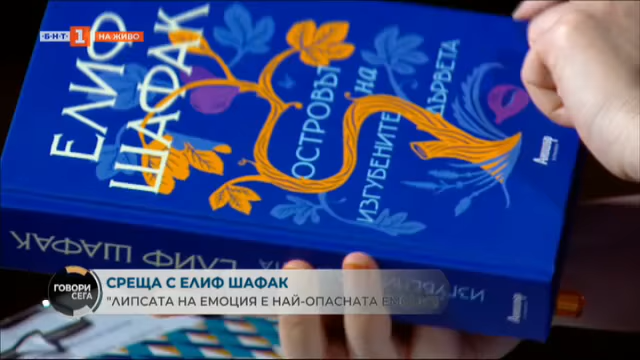 БНТ 1 НА ЖИВО
ЕЛИФ
ШАФАК
ОСТРОВЪТ
на
ИЗГУБЕНИТЕ
ДЪРВЕТА
ЕЛИФ ШАФАК
ИЗГУБЕНИ
ГОВОРИ
СЕГА
СРЕЩА С ЕЛИФ ШАФАК
"ЛИПСАТА НА ЕМОЦИЯ Е НАЙ-ОПАСНАТА